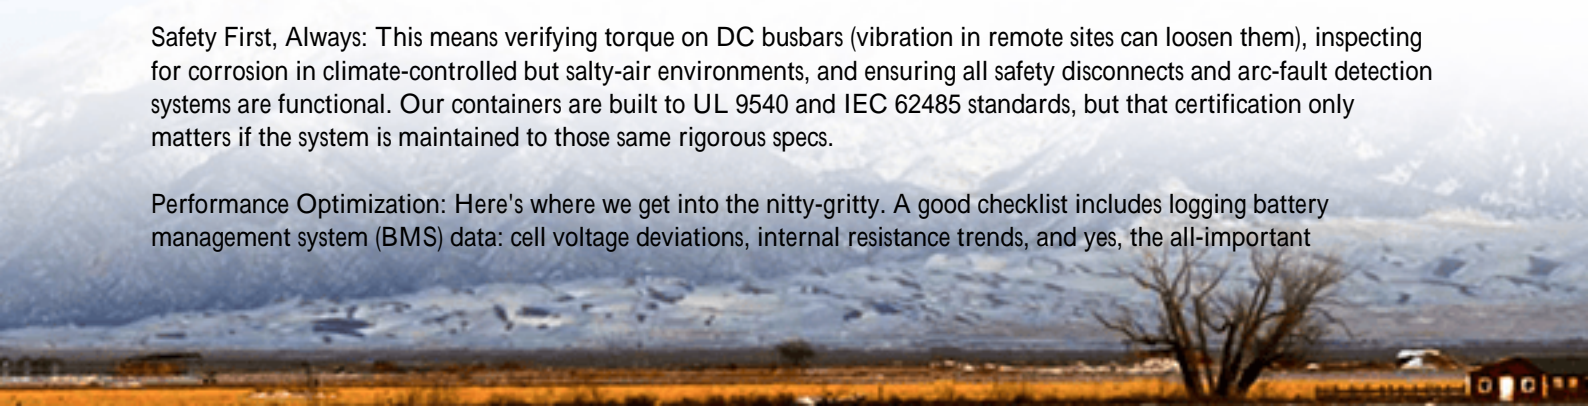 Safety First, Always: This means verifying torque on DC busbars (vibration in remote sites can loosen them), inspecting
for corrosion in climate-controlled but salty-air environments, and ensuring all safety disconnects and arc-fault detection
systems are functional. Our containers are built to UL 9540 and IEC 62485 standards, but that certification only
matters if the system is maintained to those same rigorous specs.
Performance Optimization: Here's where we get into the nitty-gritty. A good checklist includes logging battery
management system (BMS) data: cell voltage deviations, internal resistance trends, and yes, the all-important